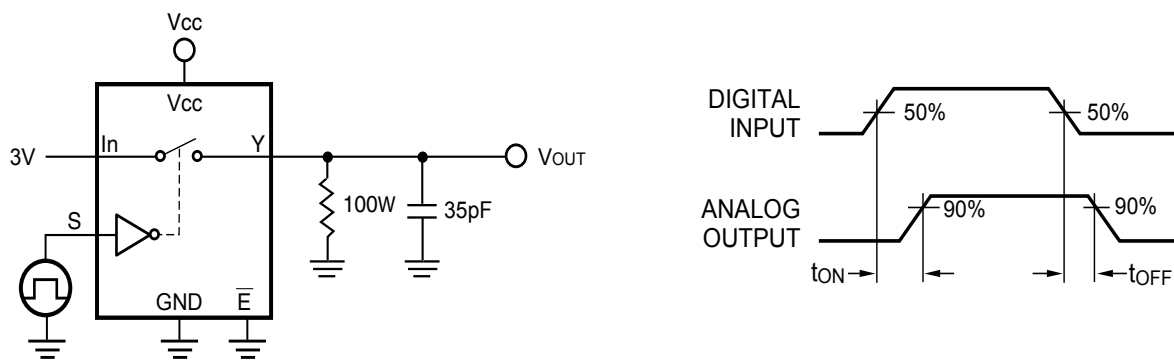 Vcc
Vcc
3V
In
Y
VOUT
S
100W
35pF
GND
E
DIGITAL
INPUT
50%
50%
ANALOG
OUTPUT
90%
90%
tON
tOFF